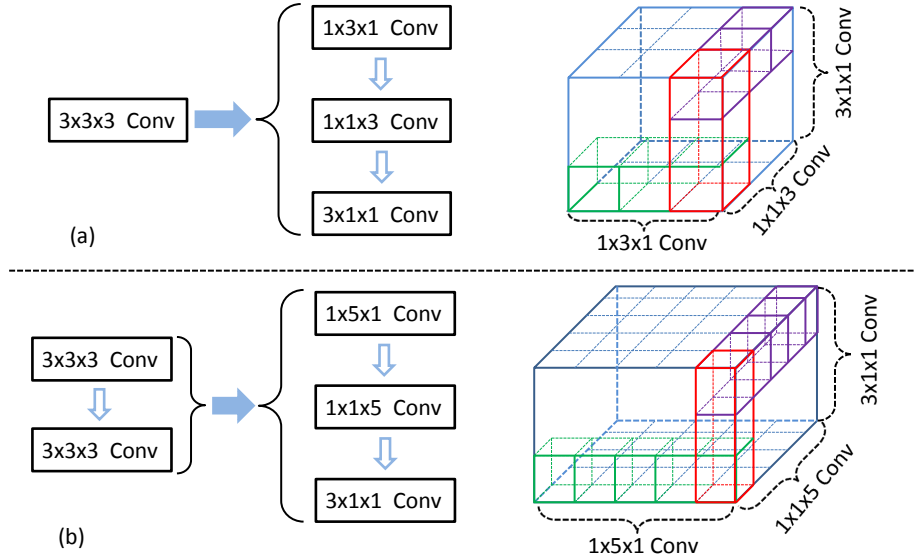 3x3x3 Conv
1x3x1 Conv
1x1x3 Conv
3x1x1 Conv
1x3x1 Conv
1x1x3 Conv
3x1x1 Conv
(a)
3x3x3 Conv
3x3x3 Conv
1x5x1 Conv
1x1x5 Conv
3x1x1 Conv
1x5x1 Conv
1x1x5 Conv
3x1x1 Conv
(b)